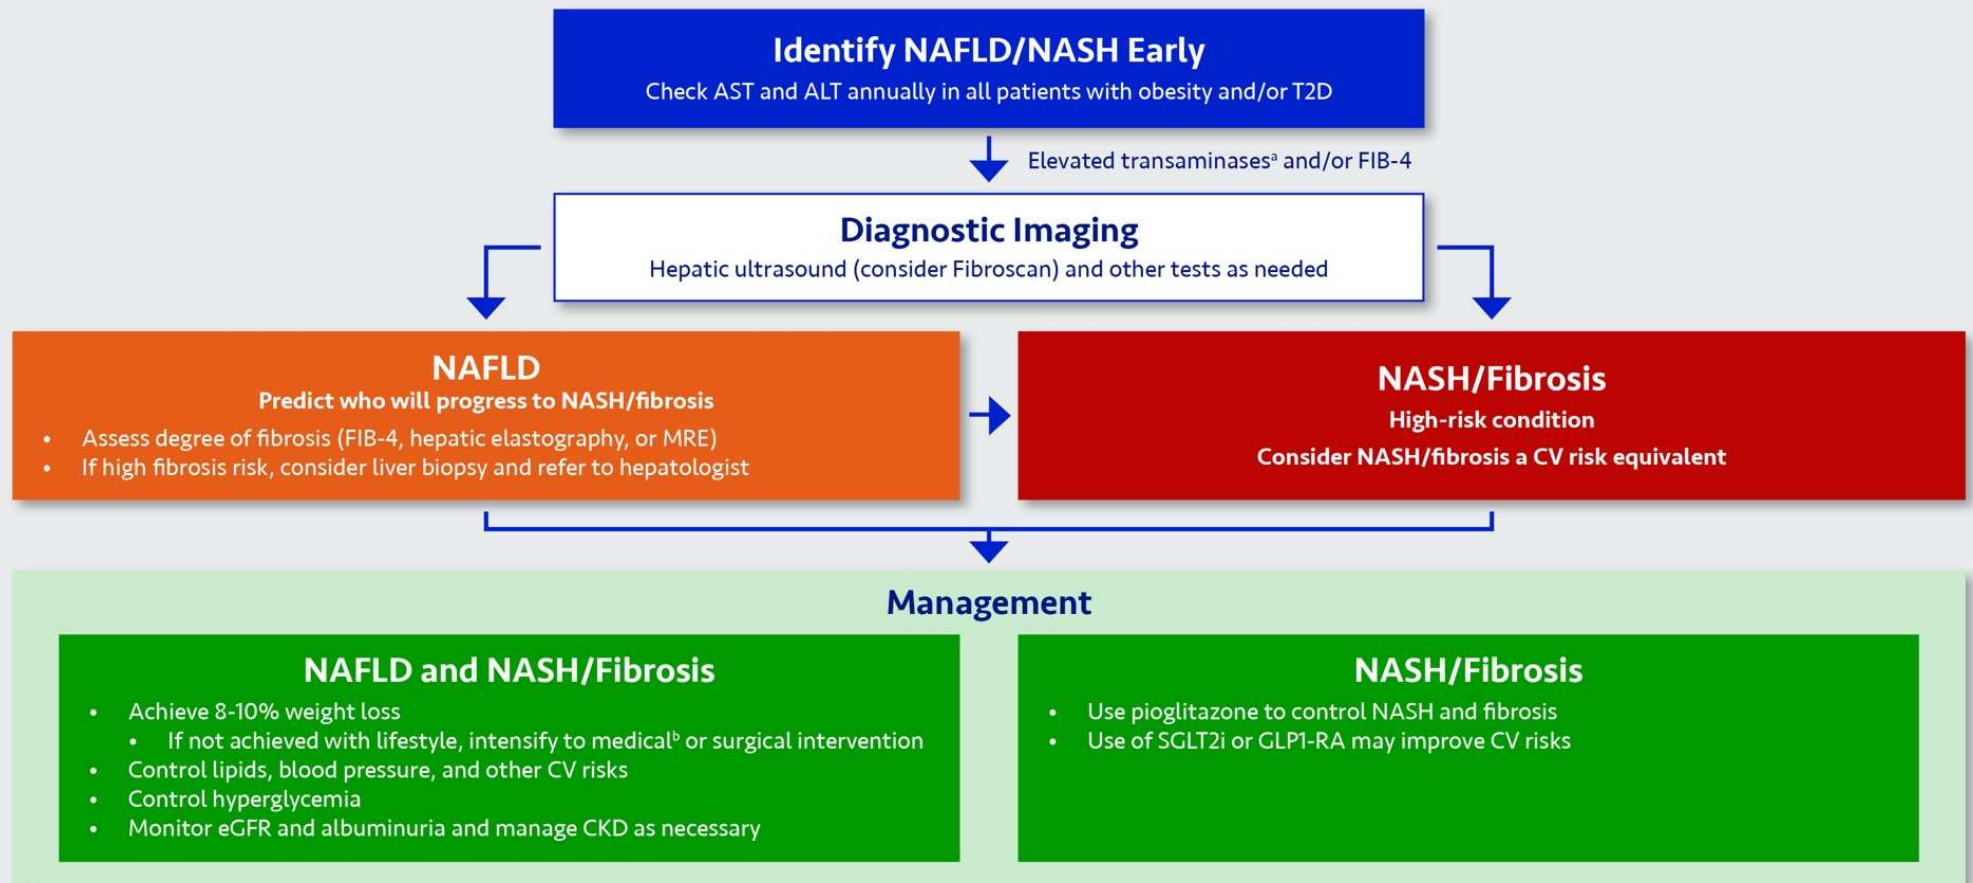 Identify NAFLD/NASH Early
Check AST and ALT annually in all patients with obesity and/or T2D
Elevated transaminasesᵃ and/or FIB-4
Diagnostic Imaging
Hepatic ultrasound (consider Fibroscan) and other tests as needed
NAFLD
Predict who will progress to NASH/fibrosis
• Assess degree of fibrosis (FIB-4, hepatic elastography, or MRE)
• If high fibrosis risk, consider liver biopsy and refer to hepatologist
NASH/Fibrosis
High-risk condition
Consider NASH/fibrosis a CV risk equivalent
Management
NAFLD and NASH/Fibrosis
• Achieve 8-10% weight loss
• If not achieved with lifestyle, intensify to medicalᵇ or surgical intervention
• Control lipids, blood pressure, and other CV risks
• Control hyperglycemia
• Monitor eGFR and albuminuria and manage CKD as necessary
NASH/Fibrosis
• Use pioglitazone to control NASH and fibrosis
• Use of SGLT2i or GLP1-RA may improve CV risks